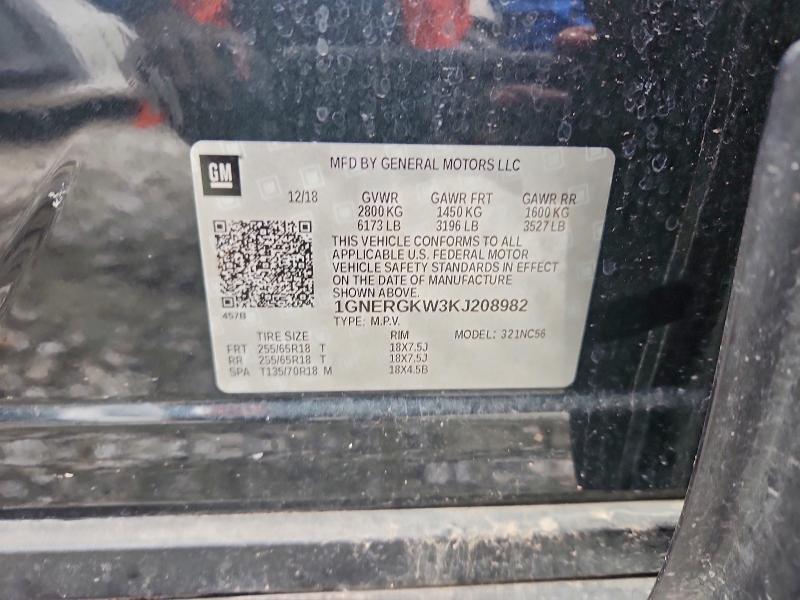 GM
MFD BY GENERAL MOTORS LLC
12/18 GVWR GAWR FRT GAWR RR
2800 KG 1450 KG 1600 KG
6173 LB 3196 LB 3527 LB
THIS VEHICLE CONFORMS TO ALL
APPLICABLE U.S. FEDERAL MOTOR
VEHICLE SAFETY STANDARDS IN EFFECT
ON THE DATE OF MANUFACTURE
SHOWN ABOVE.
1GNERGKW3KJ208982
TYPE: M.P.V.
457B
TIRE SIZE RIM MODEL: 321NC56
FRT 255/65R18 T 18X7.5J
RR 255/65R18 T 18X7.5J
SPA T135/70R18 M 18X4.5B